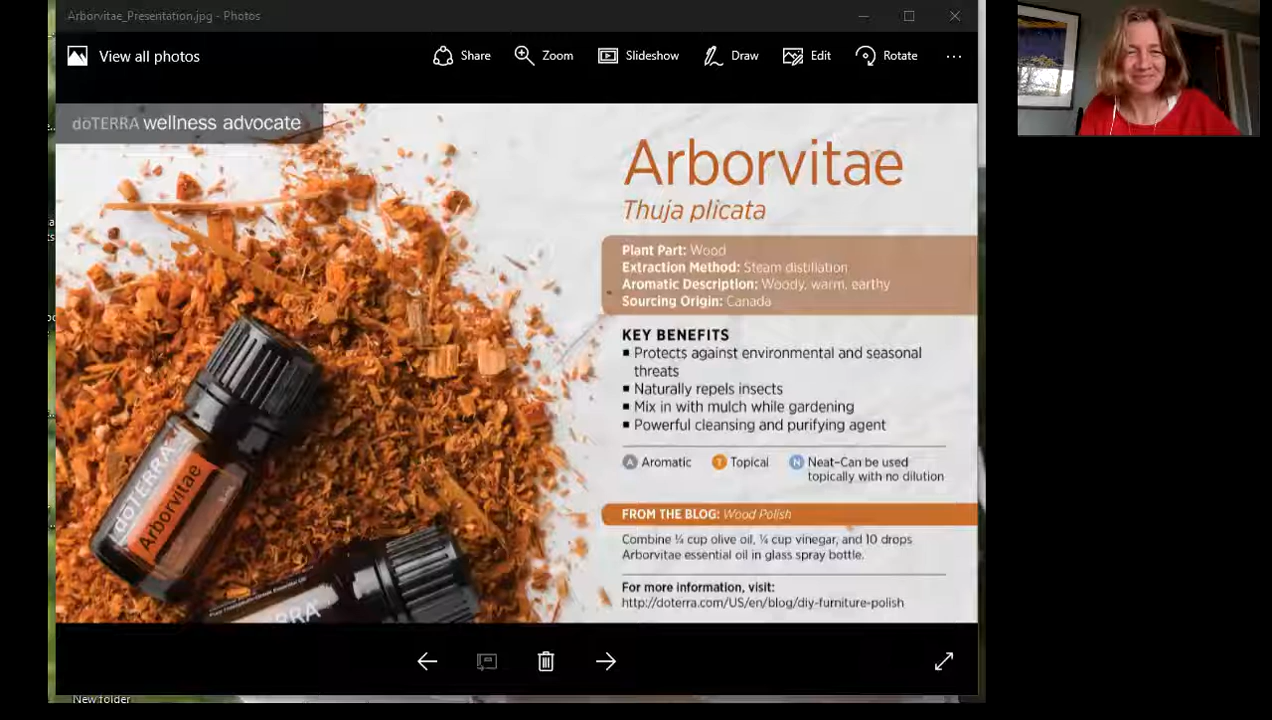 Arborvitae_Presentation.jpg - Photos
View all photos
Share
Zoom
Slideshow
Draw
Edit
Rotate
dōTERRA wellness advocate
Arborvitae
Thuja plicata
Plant Part: Wood
Extraction Method: Steam distillation
Aromatic Description: Woody, warm, earthy
Sourcing Origin: Canada
KEY BENEFITS
▪ Protects against environmental and seasonal
threats
▪ Naturally repels insects
▪ Mix in with mulch while gardening
▪ Powerful cleansing and purifying agent
A Aromatic
T Topical
N Neat–Can be used
topically with no dilution
FROM THE BLOG: Wood Polish
Combine ¼ cup olive oil, ¼ cup vinegar, and 10 drops
Arborvitae essential oil in glass spray bottle.
For more information, visit:
http://doterra.com/US/en/blog/diy-furniture-polish
dōTERRA
Arborvitae
TERRA
New folder